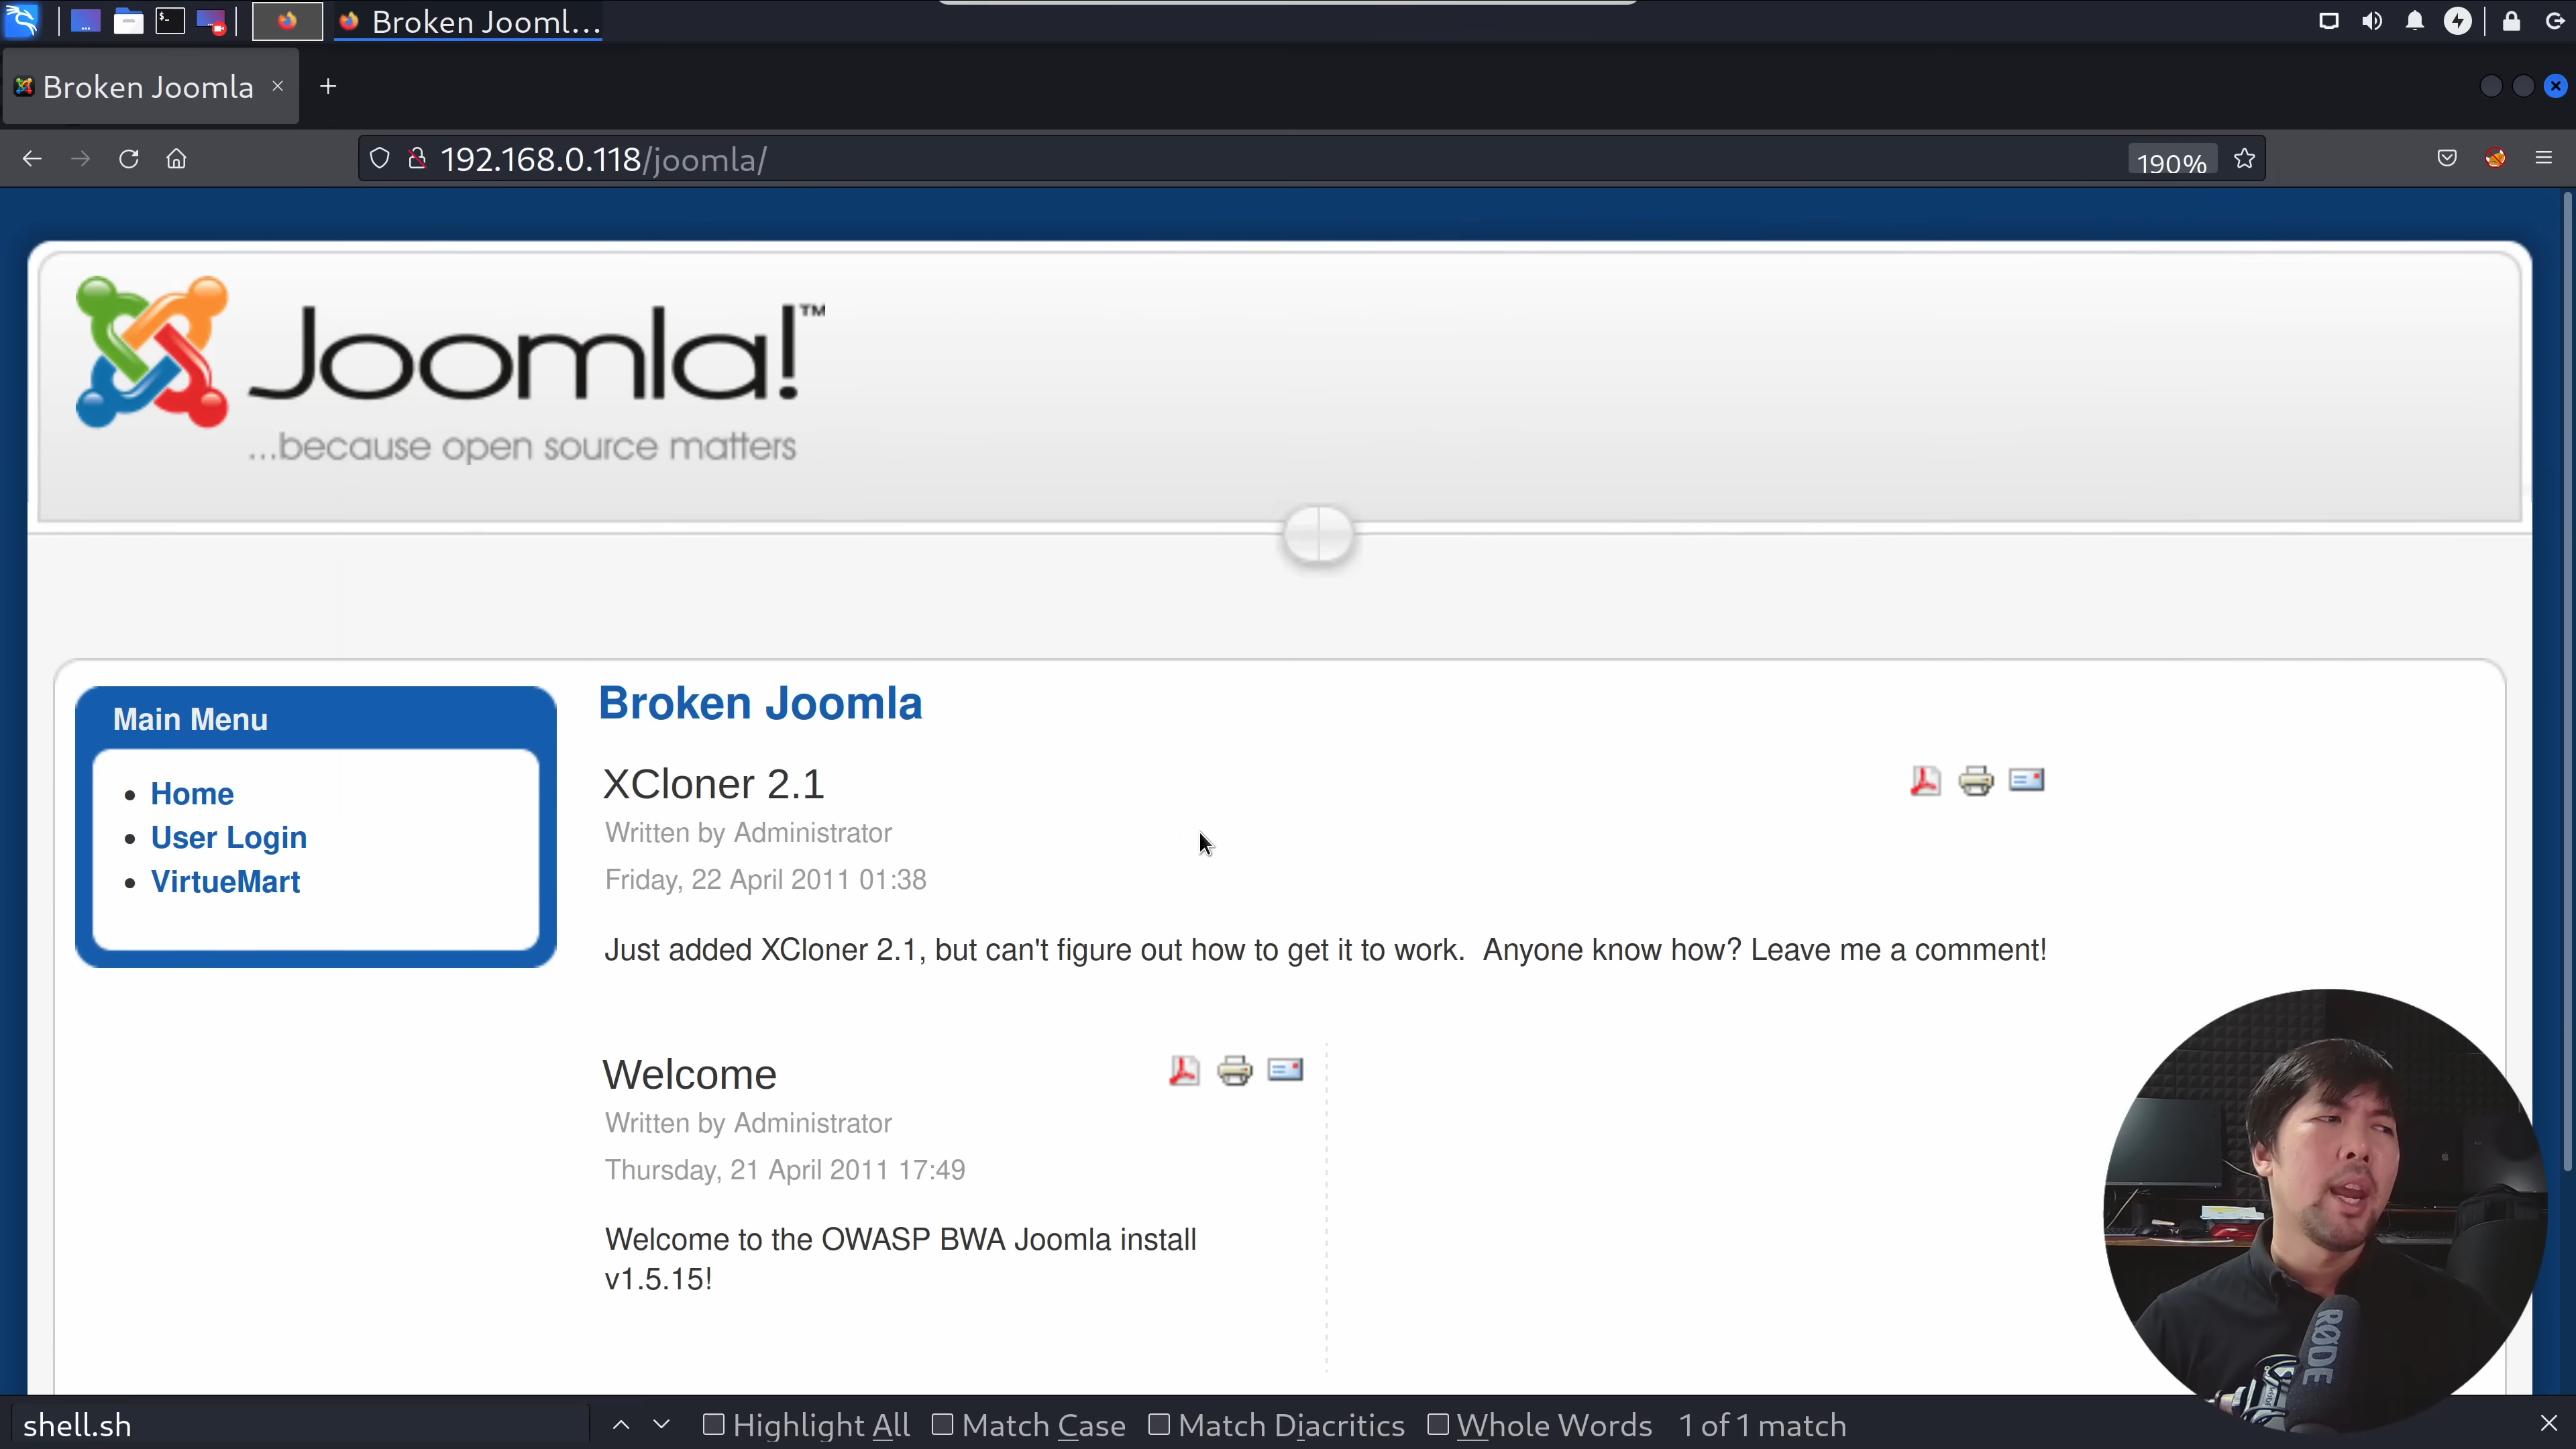 Broken Jooml...
Broken Joomla
192.168.0.118/joomla/
190%
Joomla!™
...because open source matters
Main Menu
Home
User Login
VirtueMart
Broken Joomla
XCloner 2.1
Written by Administrator
Friday, 22 April 2011 01:38
Just added XCloner 2.1, but can't figure out how to get it to work. Anyone know how? Leave me a comment!
Welcome
Written by Administrator
Thursday, 21 April 2011 17:49
Welcome to the OWASP BWA Joomla install
v1.5.15!
RØDE
shell.sh
Highlight All
Match Case
Match Diacritics
Whole Words
1 of 1 match